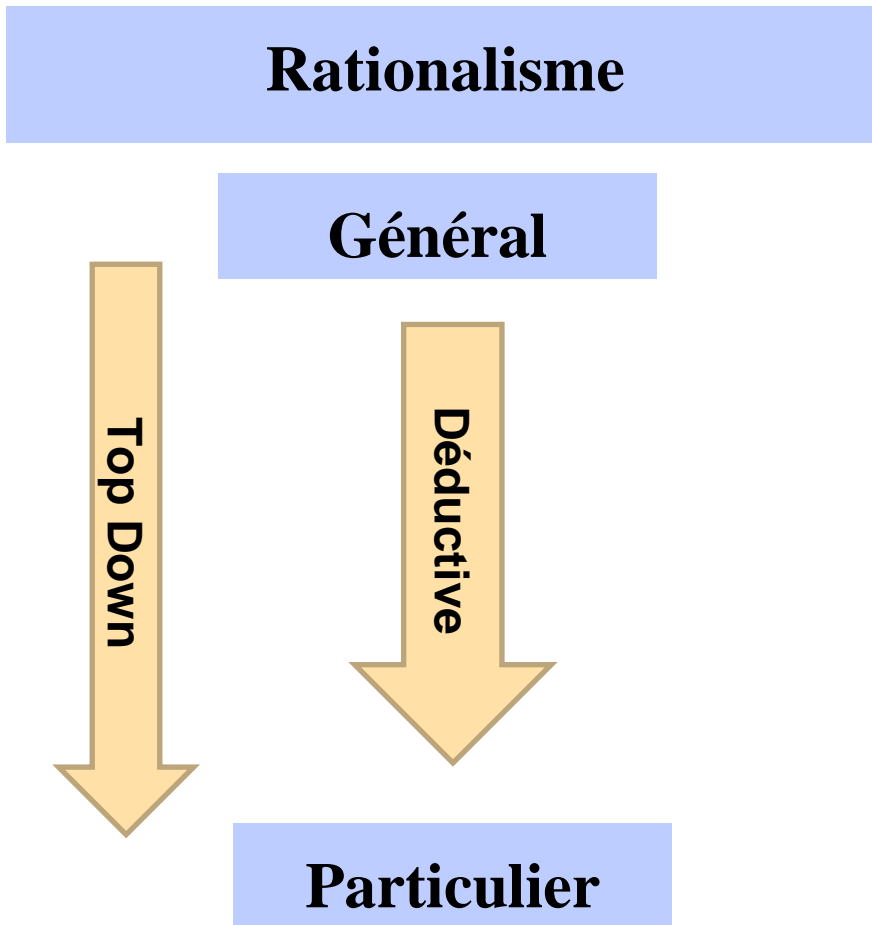 Rationalisme
Général
Top Down
Déductive
Particulier